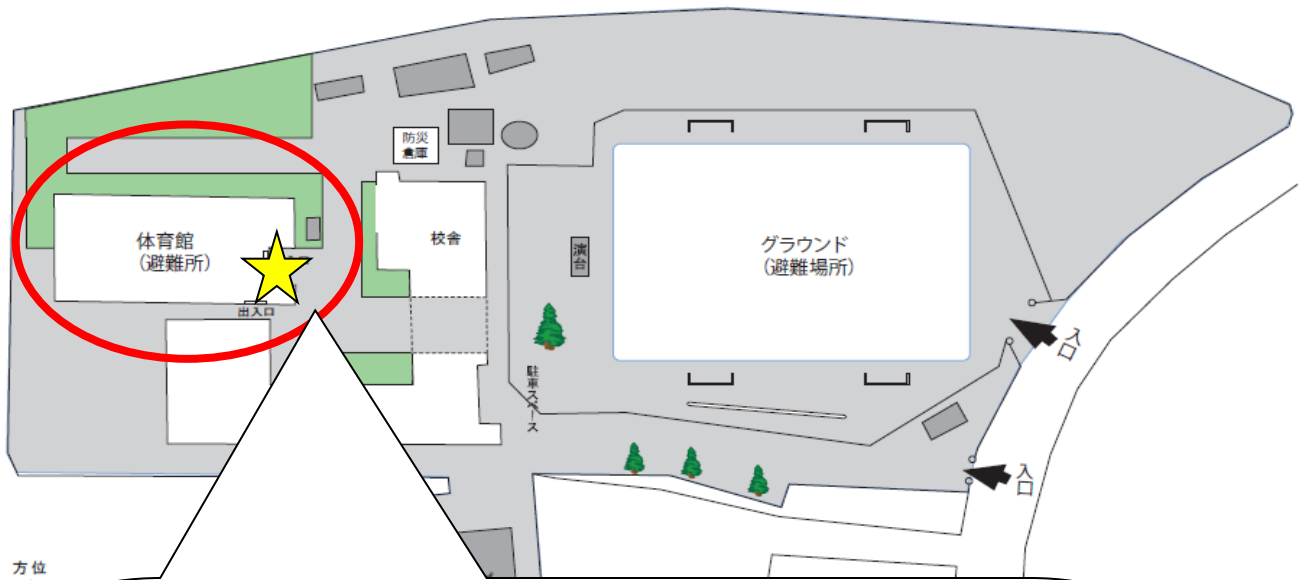 防災
倉庫
体育館
(避難所)
出入口
校舎
演台
グラウンド
(避難場所)
駐車スペース
入口
入口
方位